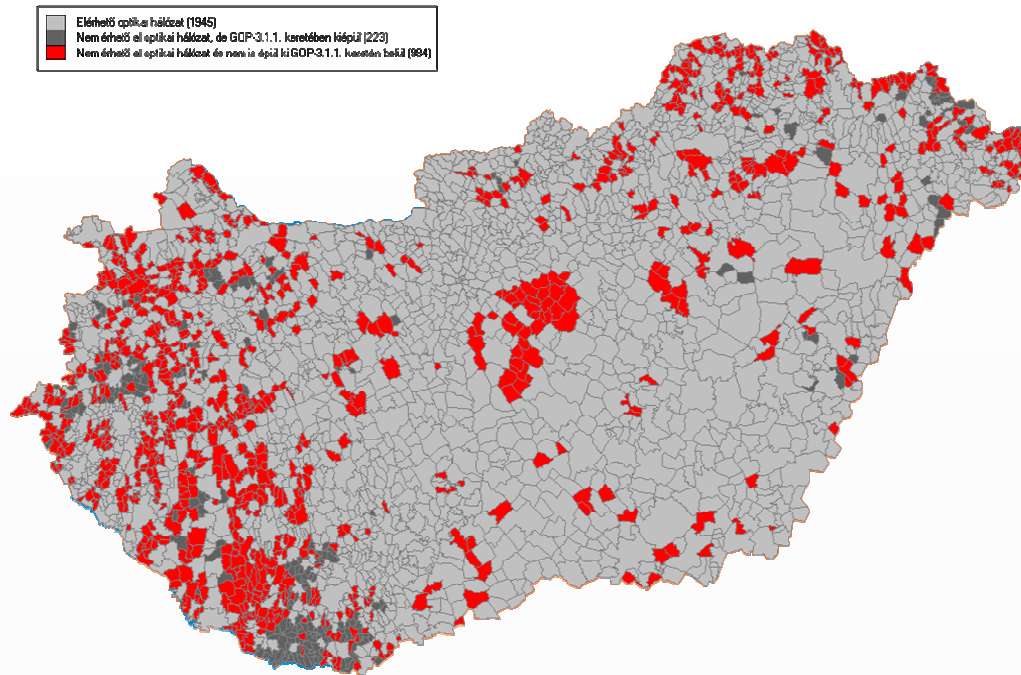 Elérhető optikai hálózat (1945)
Nem érhető el optikai hálózat, de GOP-3.1.1. keretében kiépül (223)
Nem érhető el optikai hálózat és nem is épül ki GOP-3.1.1. keretén belül (984)